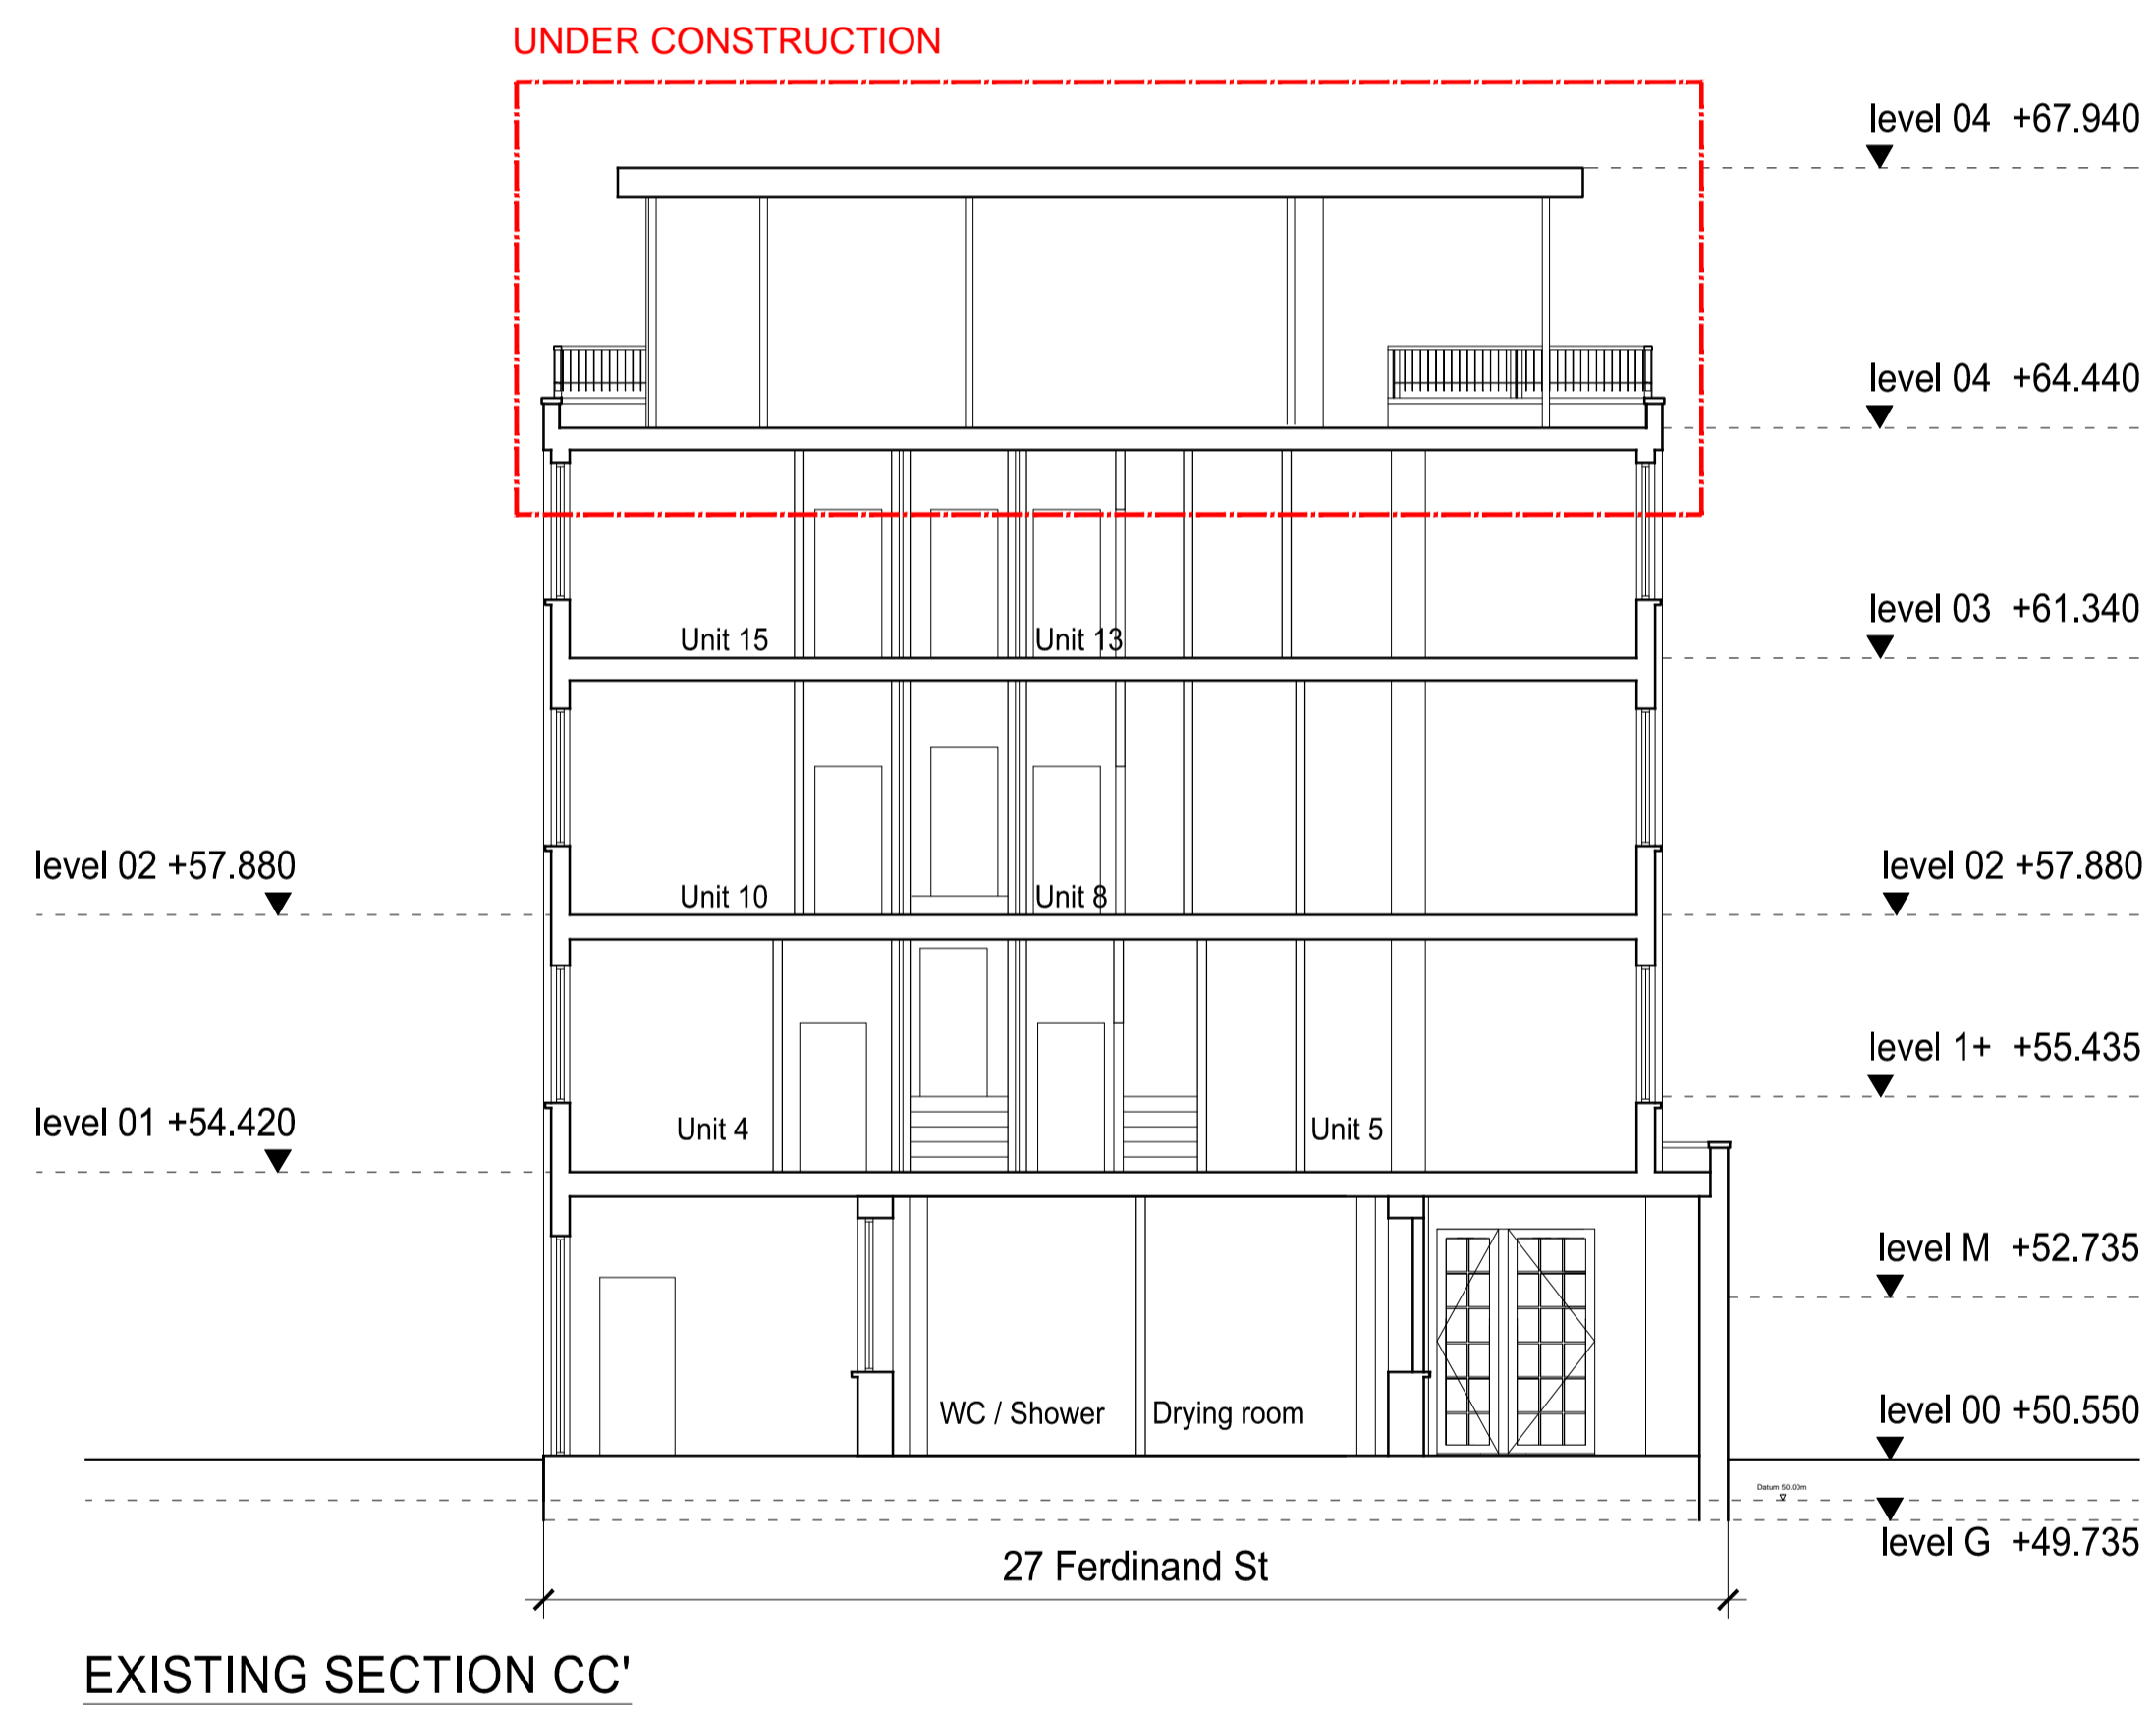 UNDER CONSTRUCTION
level 04 +67.940
level 04 +64.440
level 03 +61.340
Unit 15 Unit 13
level 02 +57.880 level 02 +57.880
Unit 10 Unit 8
level 1+ +55.435
level 01 +54.420 Unit 4 Unit 5
level M +52.735
WC / Shower Drying room level 00 +50.550
Datum 50.00m
level G +49.735
27 Ferdinand St
EXISTING SECTION CC'